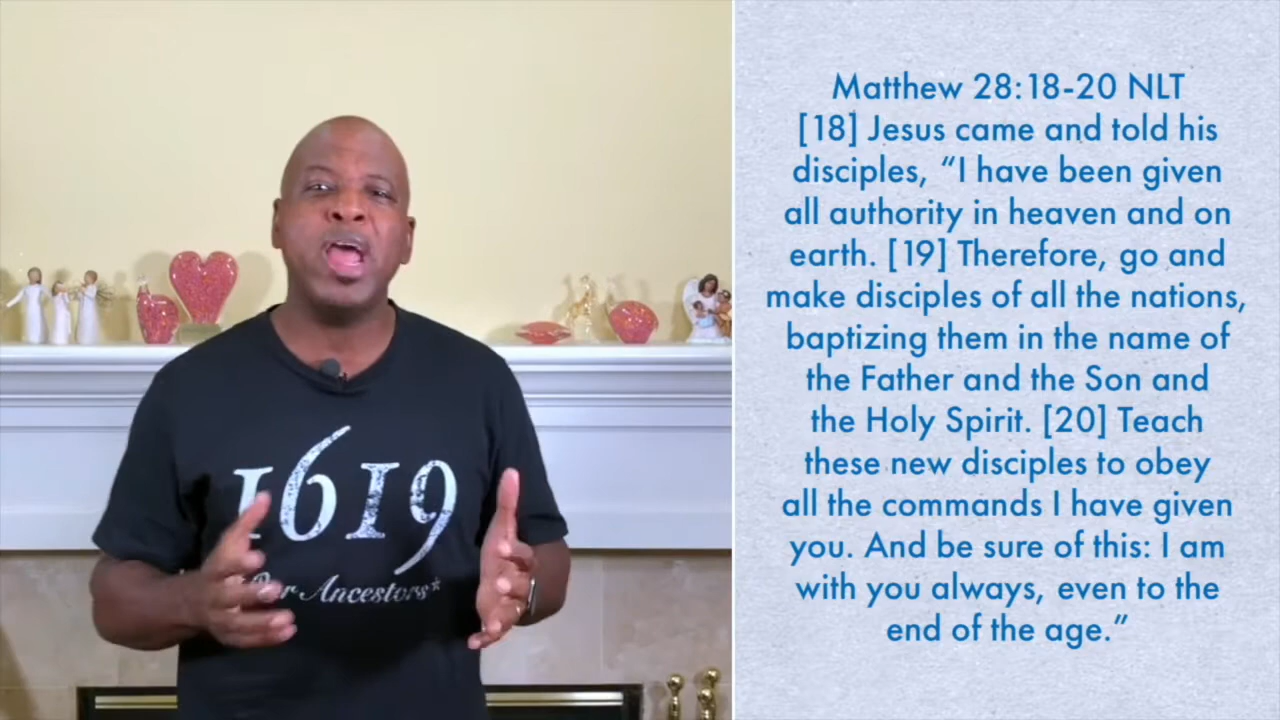 1619
Our Ancestors*
Matthew 28:18-20 NLT
[18] Jesus came and told his
disciples, “I have been given
all authority in heaven and on
earth. [19] Therefore, go and
make disciples of all the nations,
baptizing them in the name of
the Father and the Son and
the Holy Spirit. [20] Teach
these new disciples to obey
all the commands I have given
you. And be sure of this: I am
with you always, even to the
end of the age.”